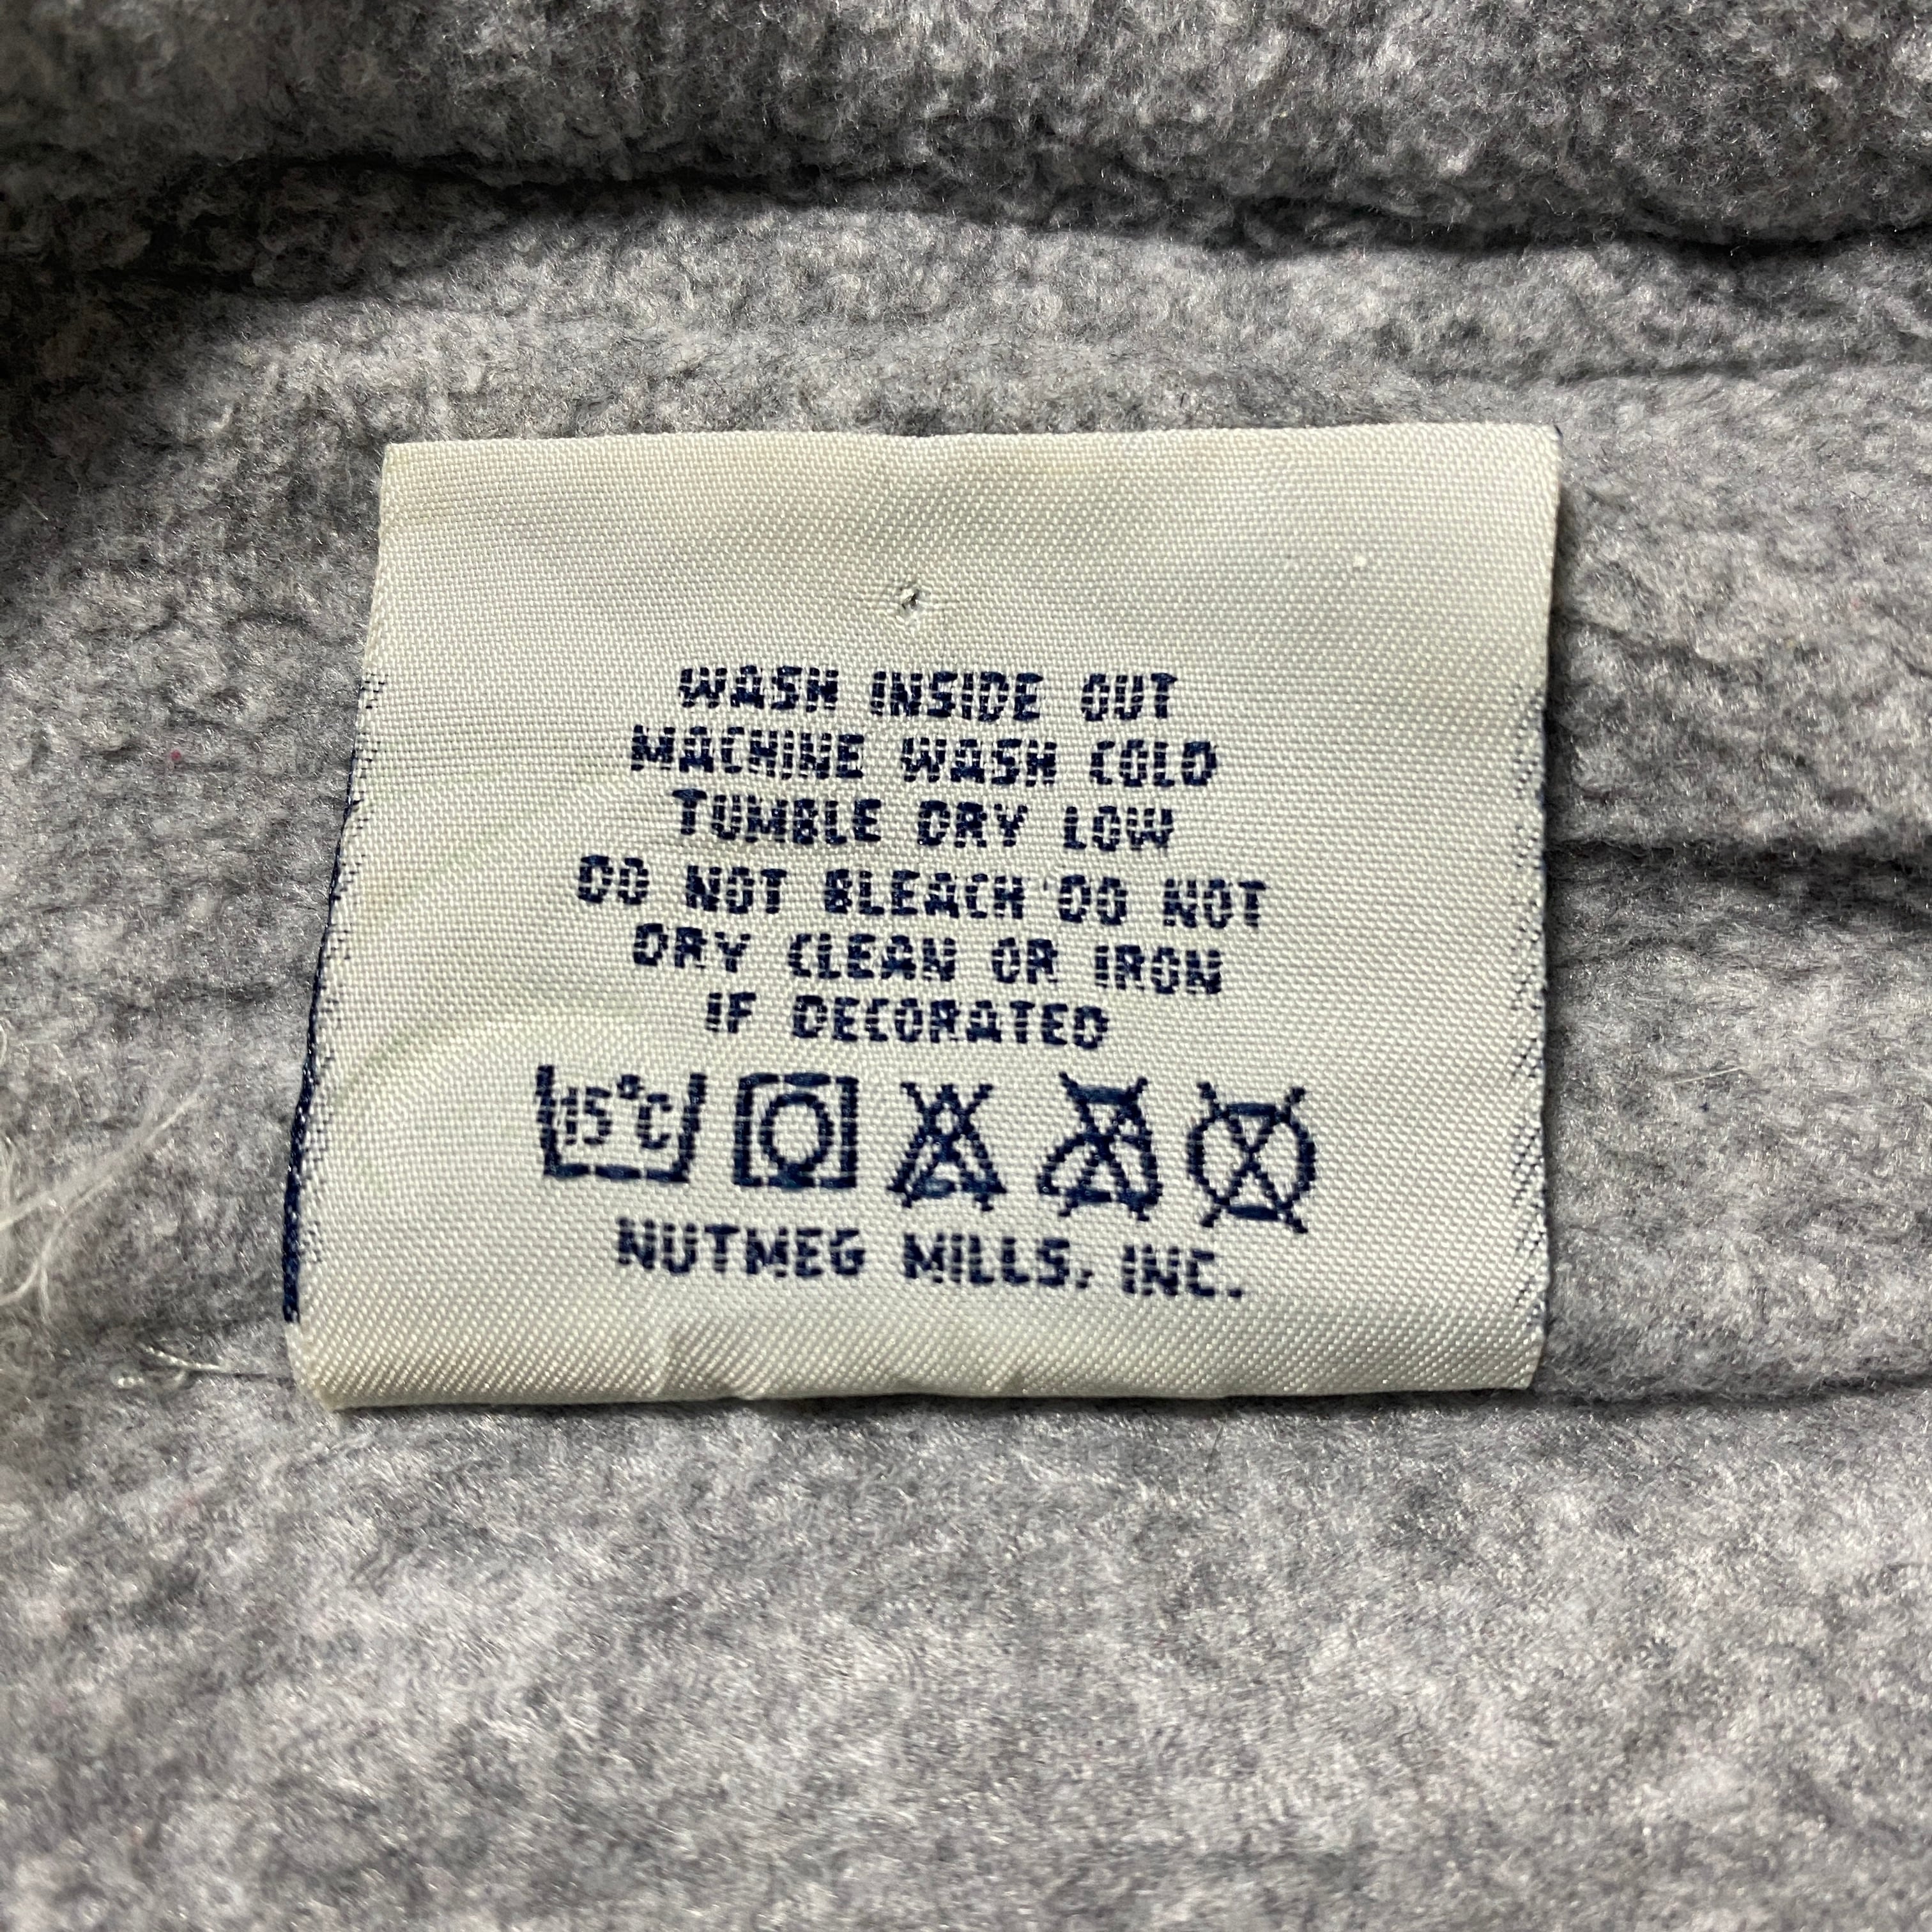 WASH INSIDE OUT
MACHINE WASH COLD
TUMBLE DRY LOW
DO NOT BLEACH DO NOT
DRY CLEAN OR IRON
IF DECORATED
15°C
NUTMEG MILLS, INC.